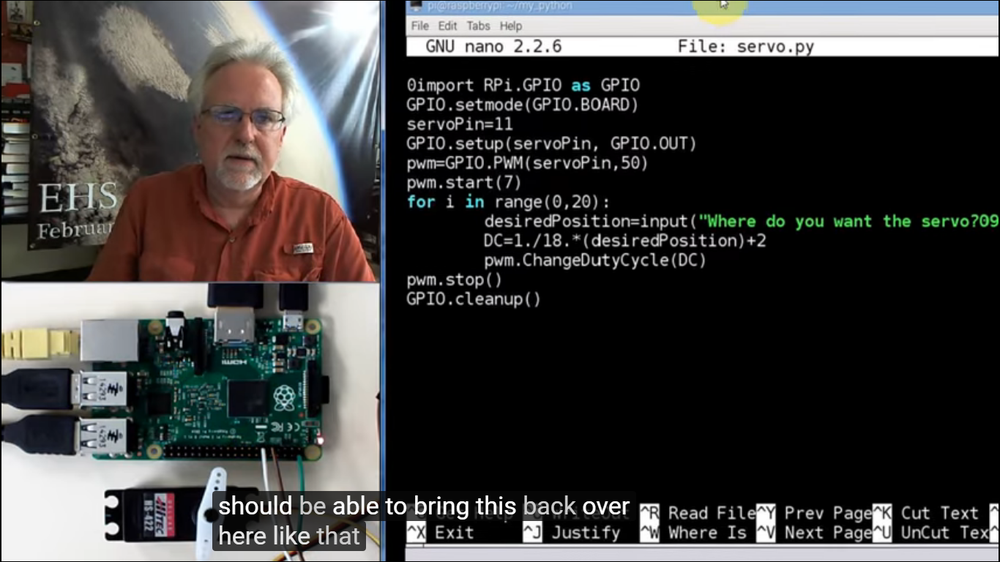 EHS
Februar
HDMI
HITEC
HS-422
pi@raspberrypi: ~/my_python
File Edit Tabs Help
GNU nano 2.2.6 File: servo.py
0import RPi.GPIO as GPIO
GPIO.setmode(GPIO.BOARD)
servoPin=11
GPIO.setup(servoPin, GPIO.OUT)
pwm=GPIO.PWM(servoPin,50)
pwm.start(7)
for i in range(0,20):
desiredPosition=input("Where do you want the servo?09
DC=1./18.*(desiredPosition)+2
pwm.ChangeDutyCycle(DC)
pwm.stop()
GPIO.cleanup()
^R Read File ^Y Prev Page ^K Cut Text ^
^X Exit ^J Justify ^W Where Is ^V Next Page ^U UnCut Tex ^
should be able to bring this back over
here like that